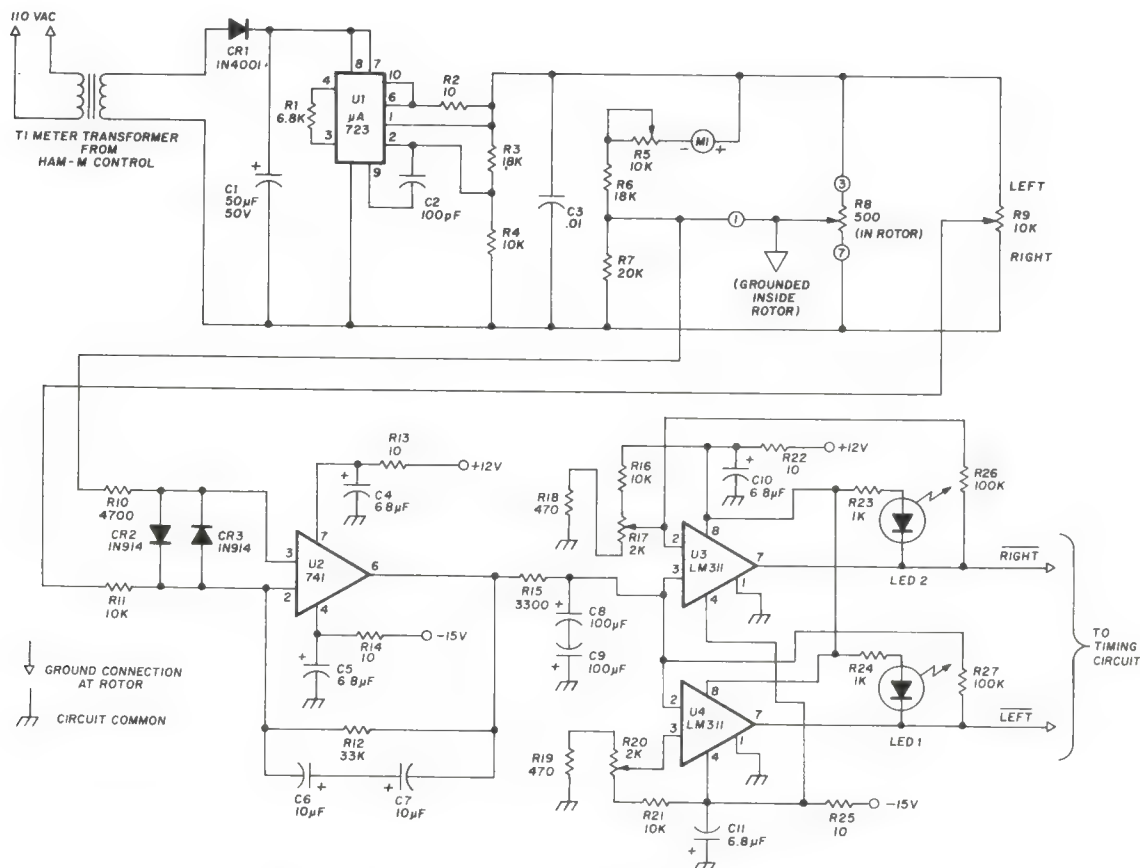 110 VAC
T1 METER TRANSFORMER
FROM
HAM-M CONTROL
CR1
1N4001
C1
50µF
50V
+
R1
6.8K
4
3
8
7
10
6
1
2
9
U1
µA
723
R2
10
C2
100pF
R3
18K
R4
10K
C3
.01
R5
10K
-
M1
+
R6
18K
R7
20K
1
3
7
R8
500
(IN ROTOR)
(GROUNDED
INSIDE
ROTOR)
LEFT
R9
10K
RIGHT
R10
4700
CR2
1N914
CR3
1N914
R11
10K
GROUND CONNECTION
AT ROTOR
CIRCUIT COMMON
R13
10
+12V
+
C4
6.8µF
3
2
7
4
6
U2
741
R14
10
-15V
+
C5
6.8µF
R12
33K
C6
10µF
+
+
C7
10µF
R15
3300
+
C8
100µF
C9
100µF
+
R18
470
R16
10K
R17
2K
+
C10
6.8µF
R22
10
+12V
2
3
8
7
1
4
U3
LM311
R23
1K
LED 2
R26
100K
RIGHT
R24
1K
LED 1
R27
100K
LEFT
TO
TIMING
CIRCUIT
2
3
8
7
1
4
U4
LM311
R19
470
R20
2K
R21
10K
C11
6.8µF
+
R25
10
-15V